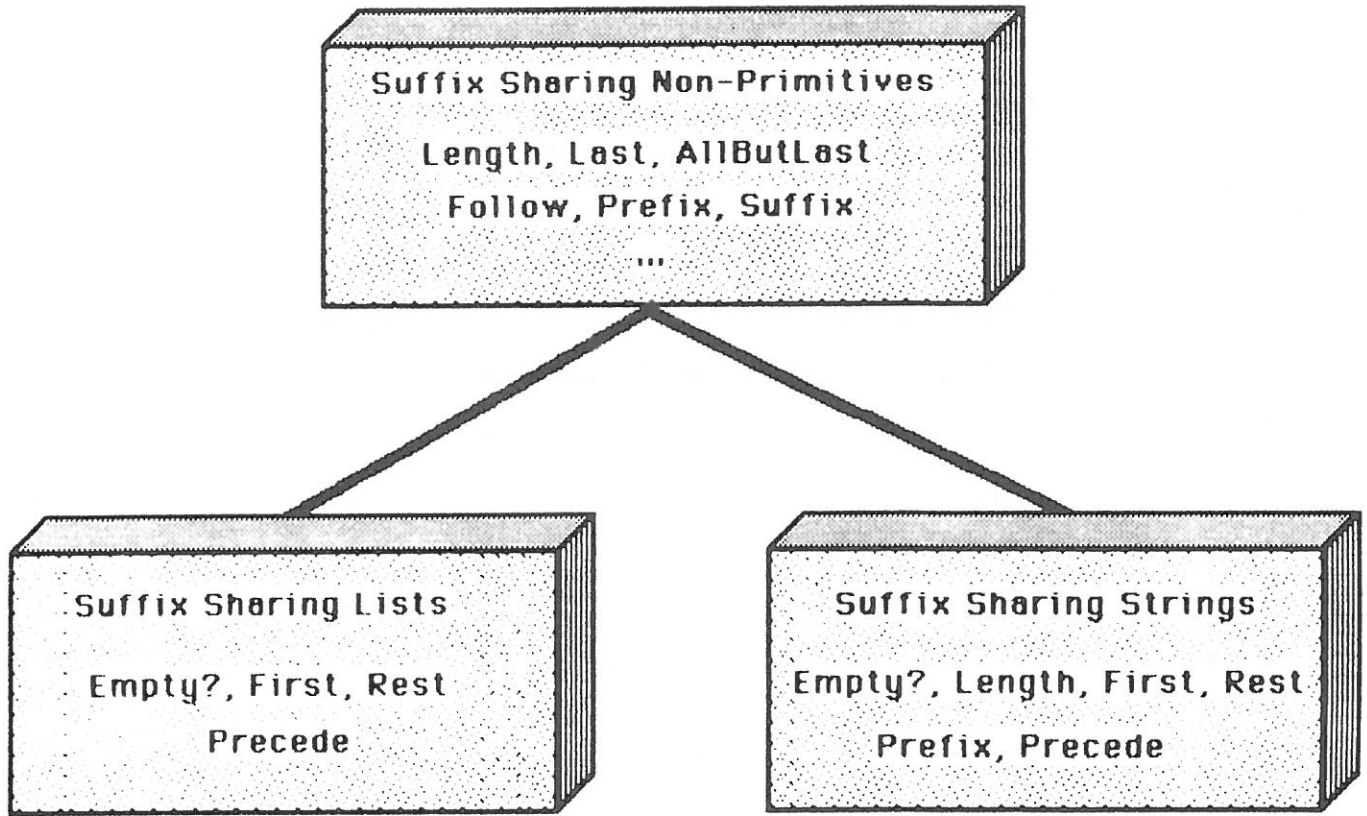 Suffix Sharing Non-Primitives
Length, Last, AllButLast
Follow, Prefix, Suffix
...
Suffix Sharing Lists
Empty?, First, Rest
Precede
Suffix Sharing Strings
Empty?, Length, First, Rest
Prefix, Precede